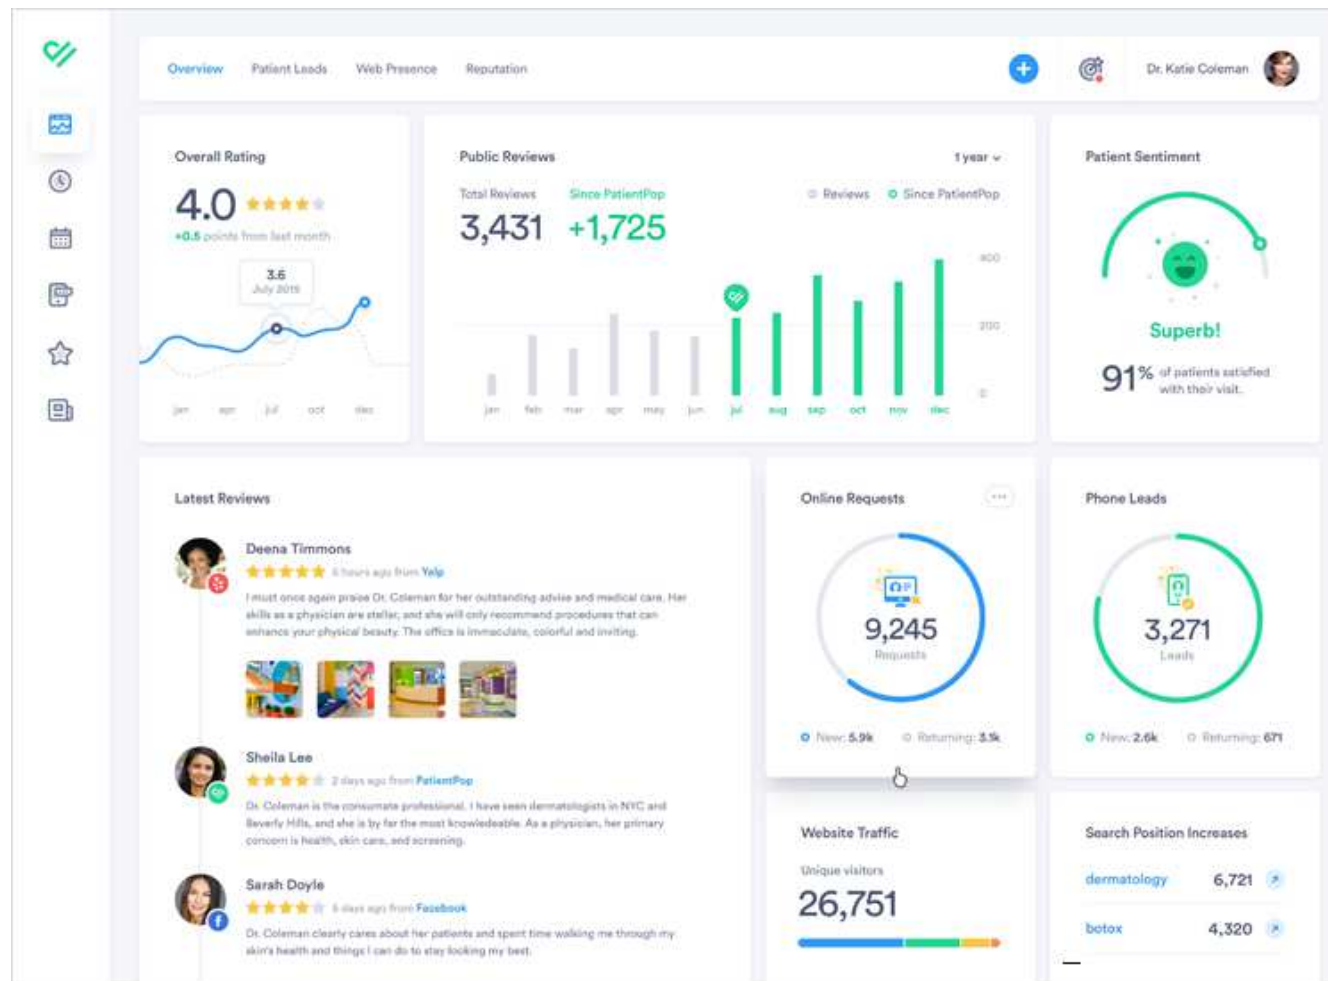 Overview Patient Leads Web Presence Reputation Dr. Katie Coleman
Overall Rating
4.0
+0.5 points from last month
3.6
July 2015
jan apr jul oct dec
Public Reviews
1 year
Total Reviews Since PatientPop
3,431 +1,725
Reviews Since PatientPop
400
200
0
jan feb mar apr may jun jul aug sep oct nov dec
Patient Sentiment
Superb!
91% of patients satisfied
with their visit.
Latest Reviews
Deena Timmons
6 hours ago from Yelp
I must once again praise Dr. Coleman for her outstanding advise and medical care. Her
skills as a physician are stellar, and she will only recommend procedures that can
enhance your physical beauty. The office is immaculate, colorful and inviting.
Sheila Lee
2 days ago from PatientPop
Dr. Coleman is the consumate professional. I have seen dermatologists in NYC and
Beverly Hills, and she is by far the most knowledeable. As a physician, her primary
concern is health, skin care, and screening.
Sarah Doyle
6 days ago from Facebook
Dr. Coleman clearly cares about her patients and spent time walking me through my
skin's health and things I can do to stay looking my best.
Online Requests
9,245
Requests
New: 5.9k Returning: 3.1k
Phone Leads
3,271
Leads
New: 2.6k Returning: 671
Website Traffic
Unique visitors
26,751
Search Position Increases
dermatology 6,721
botox 4,320